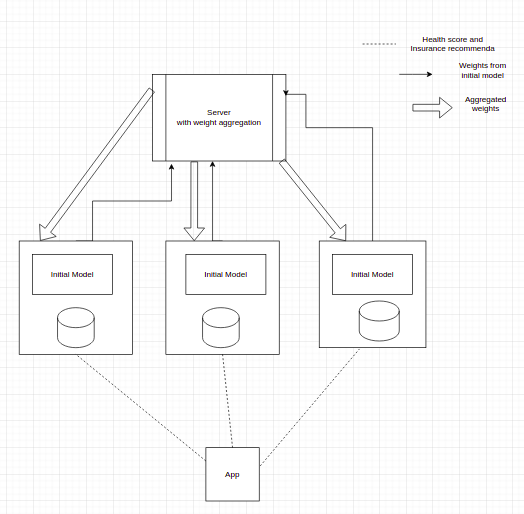 Health score and
Insurance recommenda
Weights from
initial model
Aggregated
weights
Server
with weight aggregation
Initial Model
Initial Model
Initial Model
App